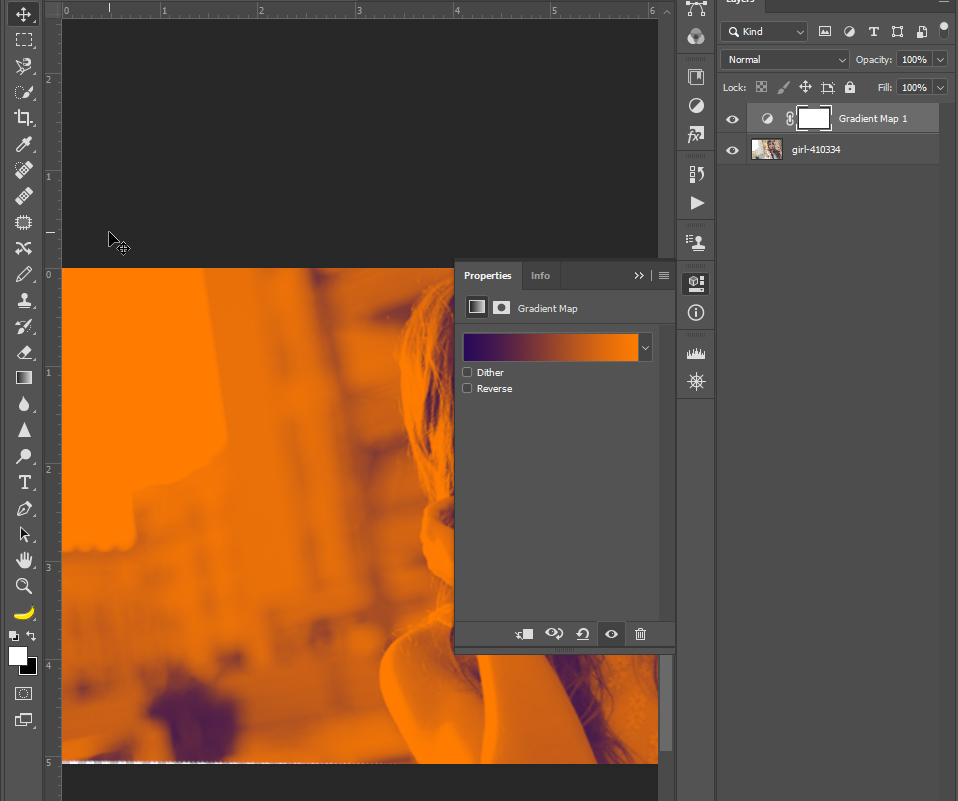 Layers
0 1 2 3 4 5 6
Kind
Normal Opacity: 100%
Lock: Fill: 100%
Gradient Map 1
girl-410334
2
1
0
1
2
3
4
5
Properties Info
Gradient Map
Dither
Reverse